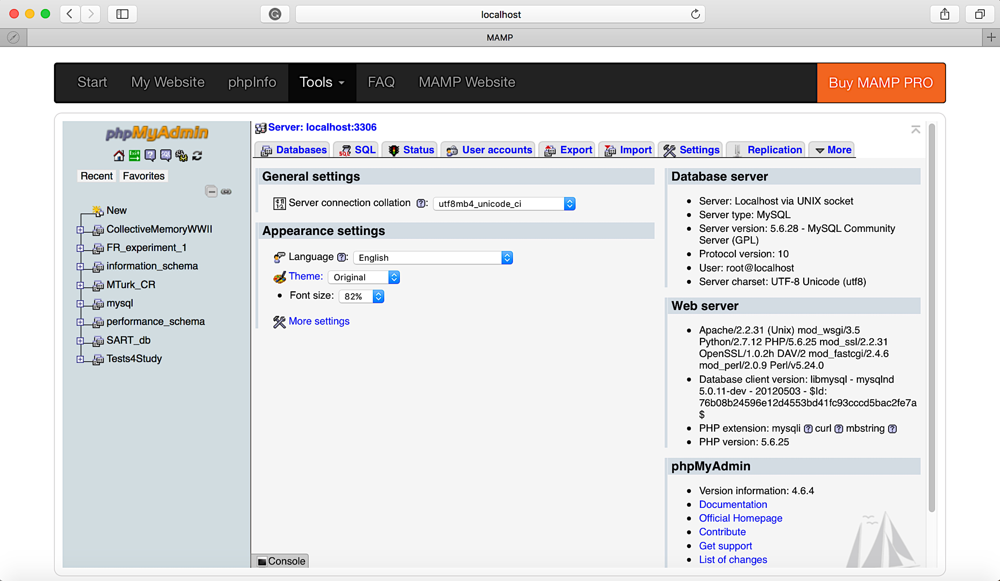 localhost
MAMP
Start My Website phpInfo Tools FAQ MAMP Website Buy MAMP PRO
phpMyAdmin
Exit
SQL
Recent Favorites
New
CollectiveMemoryWWII
FR_experiment_1
information_schema
MTurk_CR
mysql
performance_schema
SART_db
Tests4Study
Server: localhost:3306
Databases SQL Status User accounts Export Import Settings Replication More
General settings
Server connection collation ? : utf8mb4_unicode_ci
Appearance settings
Language ? : English
Theme: Original
• Font size: 82%
More settings
Console
Database server
• Server: Localhost via UNIX socket
• Server type: MySQL
• Server version: 5.6.28 - MySQL Community
Server (GPL)
• Protocol version: 10
• User: root@localhost
• Server charset: UTF-8 Unicode (utf8)
Web server
• Apache/2.2.31 (Unix) mod_wsgi/3.5
Python/2.7.12 PHP/5.6.25 mod_ssl/2.2.31
OpenSSL/1.0.2h DAV/2 mod_fastcgi/2.4.6
mod_perl/2.0.9 Perl/v5.24.0
• Database client version: libmysql - mysqlnd
5.0.11-dev - 20120503 - $Id:
76b08b24596e12d4553bd41fc93cccd5bac2fe7a
$
• PHP extension: mysqli ? curl ? mbstring ?
• PHP version: 5.6.25
phpMyAdmin
• Version information: 4.6.4
• Documentation
• Official Homepage
• Contribute
• Get support
• List of changes